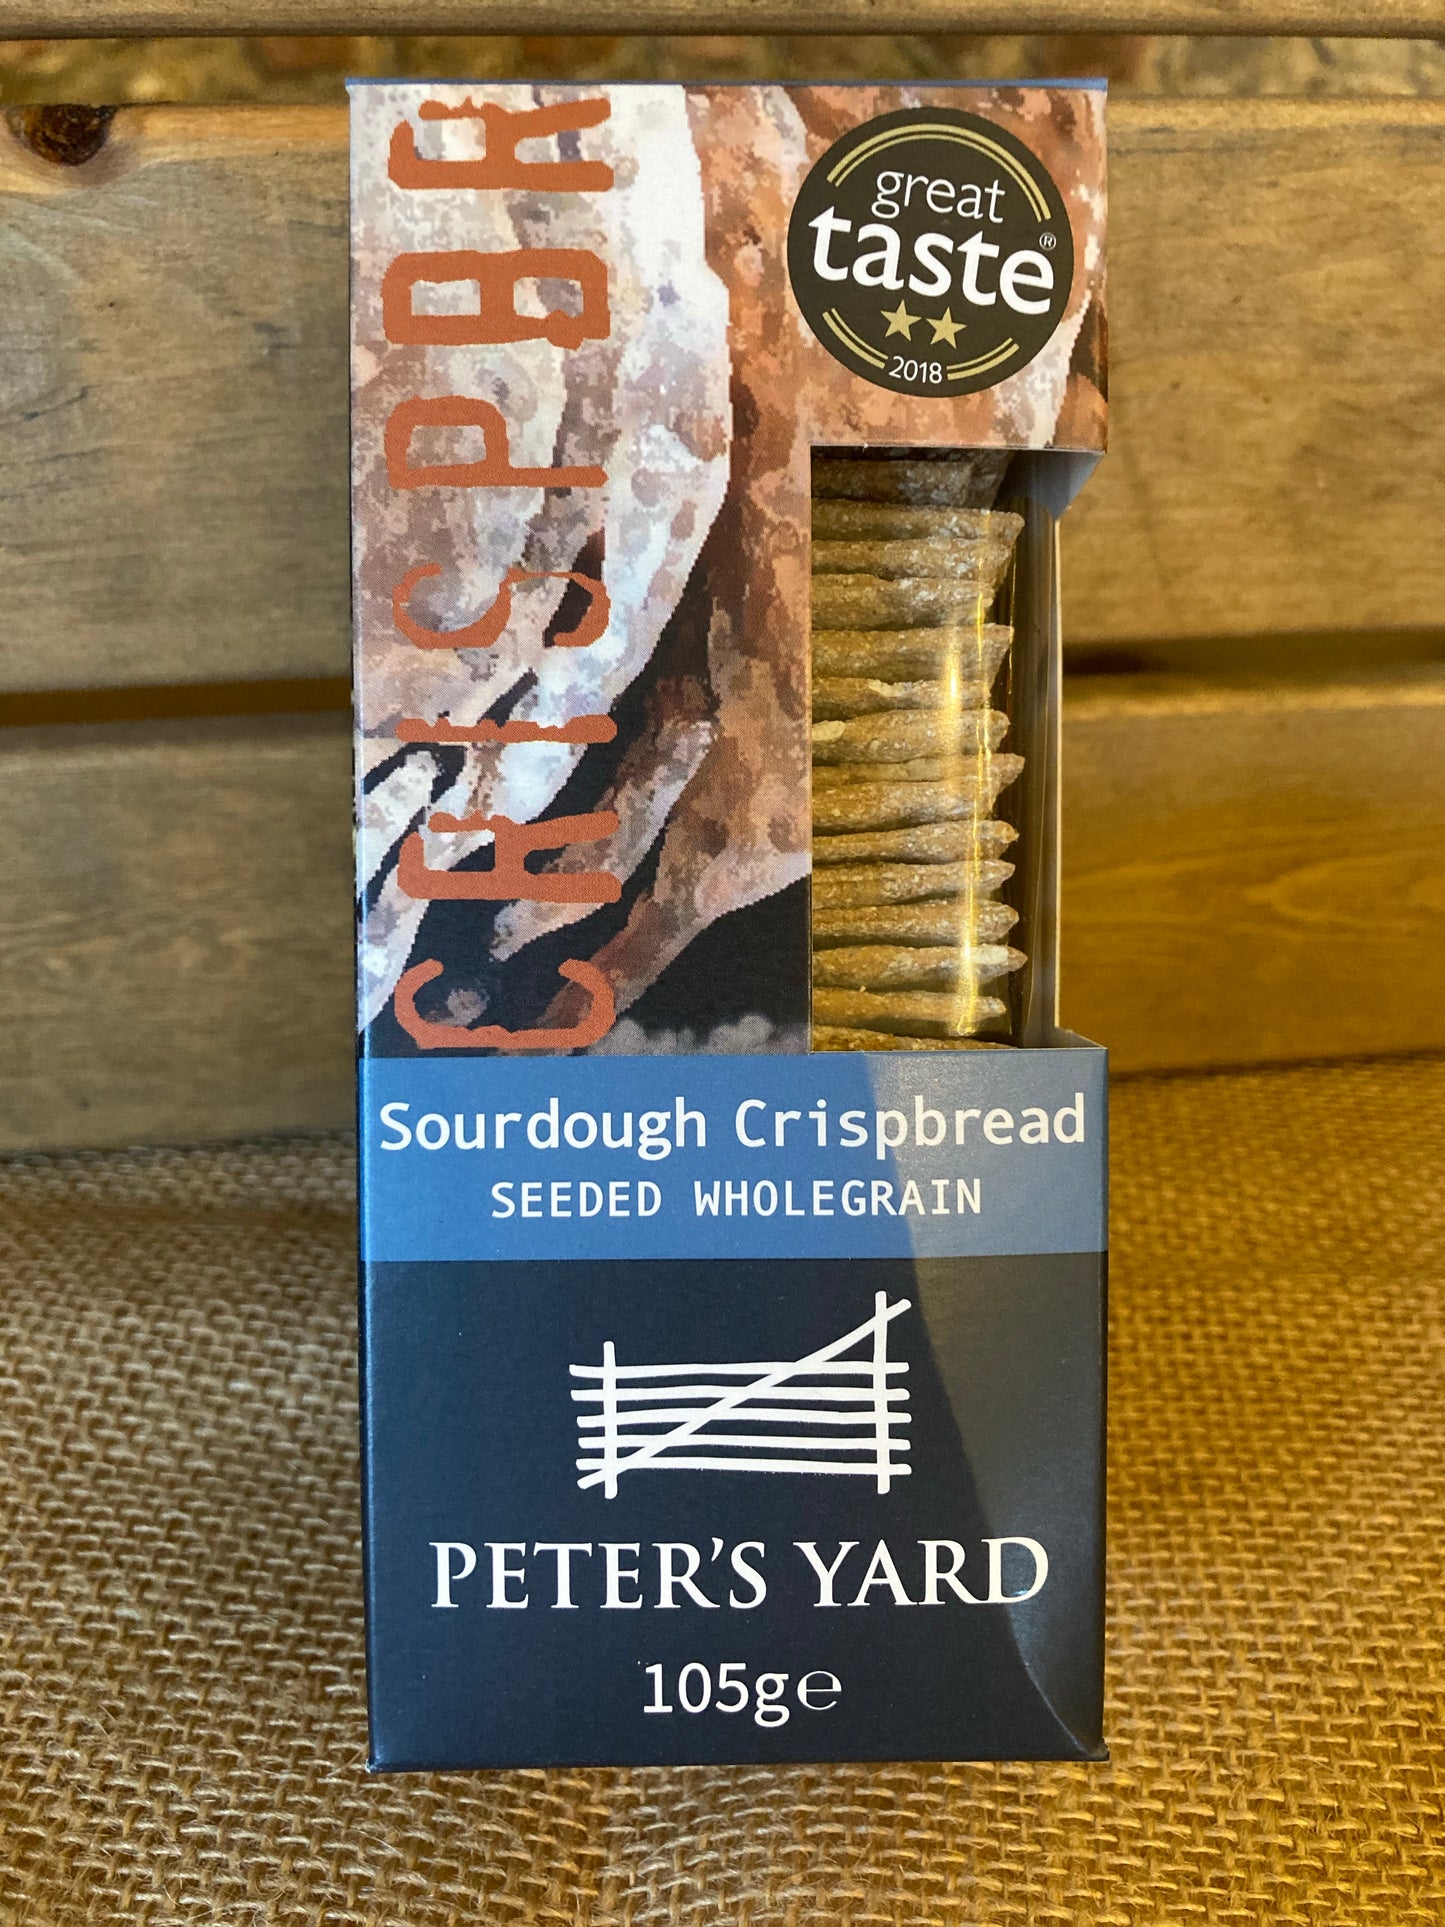 CRISPBR
great
taste®
2018
Sourdough Crispbread
SEEDED WHOLEGRAIN
PETER'S YARD
105g℮